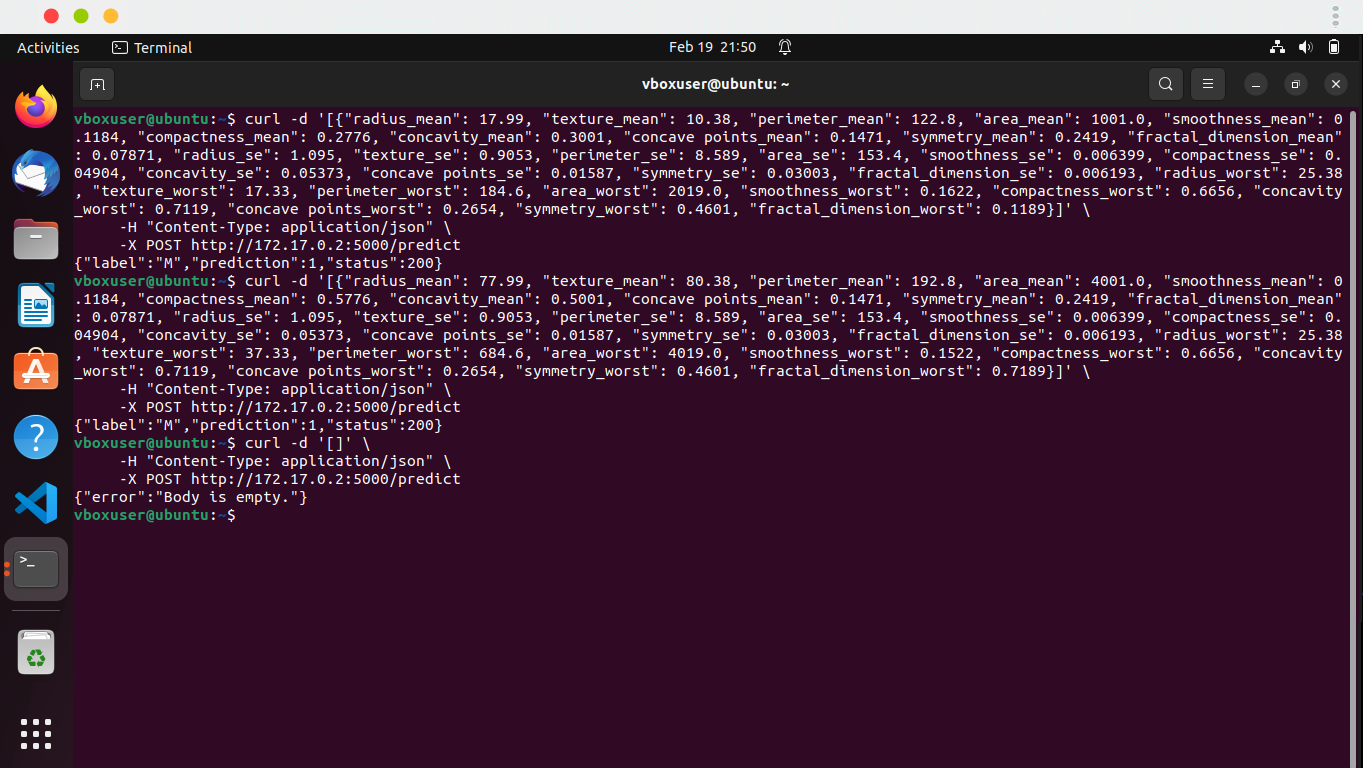 Activities
Terminal
Feb 19 21:50
vboxuser@ubuntu: ~
vboxuser@ubuntu:~$ curl -d '[{"radius_mean": 17.99, "texture_mean": 10.38, "perimeter_mean": 122.8, "area_mean": 1001.0, "smoothness_mean": 0
.1184, "compactness_mean": 0.2776, "concavity_mean": 0.3001, "concave points_mean": 0.1471, "symmetry_mean": 0.2419, "fractal_dimension_mean"
: 0.07871, "radius_se": 1.095, "texture_se": 0.9053, "perimeter_se": 8.589, "area_se": 153.4, "smoothness_se": 0.006399, "compactness_se": 0.
04904, "concavity_se": 0.05373, "concave points_se": 0.01587, "symmetry_se": 0.03003, "fractal_dimension_se": 0.006193, "radius_worst": 25.38
, "texture_worst": 17.33, "perimeter_worst": 184.6, "area_worst": 2019.0, "smoothness_worst": 0.1622, "compactness_worst": 0.6656, "concavity
_worst": 0.7119, "concave points_worst": 0.2654, "symmetry_worst": 0.4601, "fractal_dimension_worst": 0.1189}]' \
-H "Content-Type: application/json" \
-X POST http://172.17.0.2:5000/predict
{"label":"M","prediction":1,"status":200}
vboxuser@ubuntu:~$ curl -d '[{"radius_mean": 77.99, "texture_mean": 80.38, "perimeter_mean": 192.8, "area_mean": 4001.0, "smoothness_mean": 0
.1184, "compactness_mean": 0.5776, "concavity_mean": 0.5001, "concave points_mean": 0.1471, "symmetry_mean": 0.2419, "fractal_dimension_mean"
: 0.07871, "radius_se": 1.095, "texture_se": 0.9053, "perimeter_se": 8.589, "area_se": 153.4, "smoothness_se": 0.006399, "compactness_se": 0.
04904, "concavity_se": 0.05373, "concave points_se": 0.01587, "symmetry_se": 0.03003, "fractal_dimension_se": 0.006193, "radius_worst": 25.38
, "texture_worst": 37.33, "perimeter_worst": 684.6, "area_worst": 4019.0, "smoothness_worst": 0.1522, "compactness_worst": 0.6656, "concavity
_worst": 0.7119, "concave points_worst": 0.2654, "symmetry_worst": 0.4601, "fractal_dimension_worst": 0.7189}]' \
-H "Content-Type: application/json" \
-X POST http://172.17.0.2:5000/predict
{"label":"M","prediction":1,"status":200}
vboxuser@ubuntu:~$ curl -d '[]' \
-H "Content-Type: application/json" \
-X POST http://172.17.0.2:5000/predict
{"error":"Body is empty."}
vboxuser@ubuntu:~$